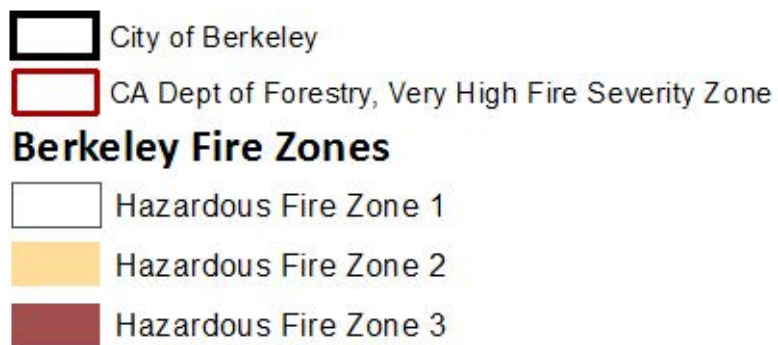 City of Berkeley
CA Dept of Forestry, Very High Fire Severity Zone
Berkeley Fire Zones
Hazardous Fire Zone 1
Hazardous Fire Zone 2
Hazardous Fire Zone 3